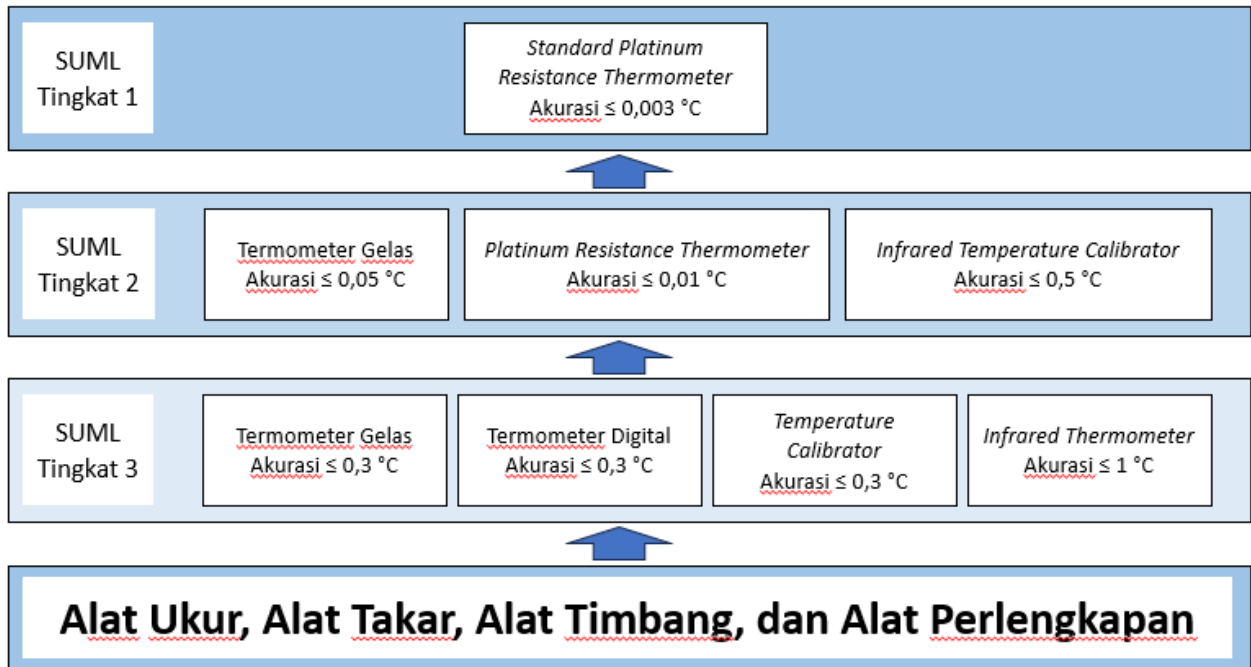 SUML
Tingkat 1
Standard Platinum
Resistance Thermometer
Akurasi ≤ 0,003 °C
SUML
Tingkat 2
Termometer Gelas
Akurasi ≤ 0,05 °C
Platinum Resistance Thermometer
Akurasi ≤ 0,01 °C
Infrared Temperature Calibrator
Akurasi ≤ 0,5 °C
SUML
Tingkat 3
Termometer Gelas
Akurasi ≤ 0,3 °C
Termometer Digital
Akurasi ≤ 0,3 °C
Temperature
Calibrator
Akurasi ≤ 0,3 °C
Infrared Thermometer
Akurasi ≤ 1 °C
Alat Ukur, Alat Takar, Alat Timbang, dan Alat Perlengkapan